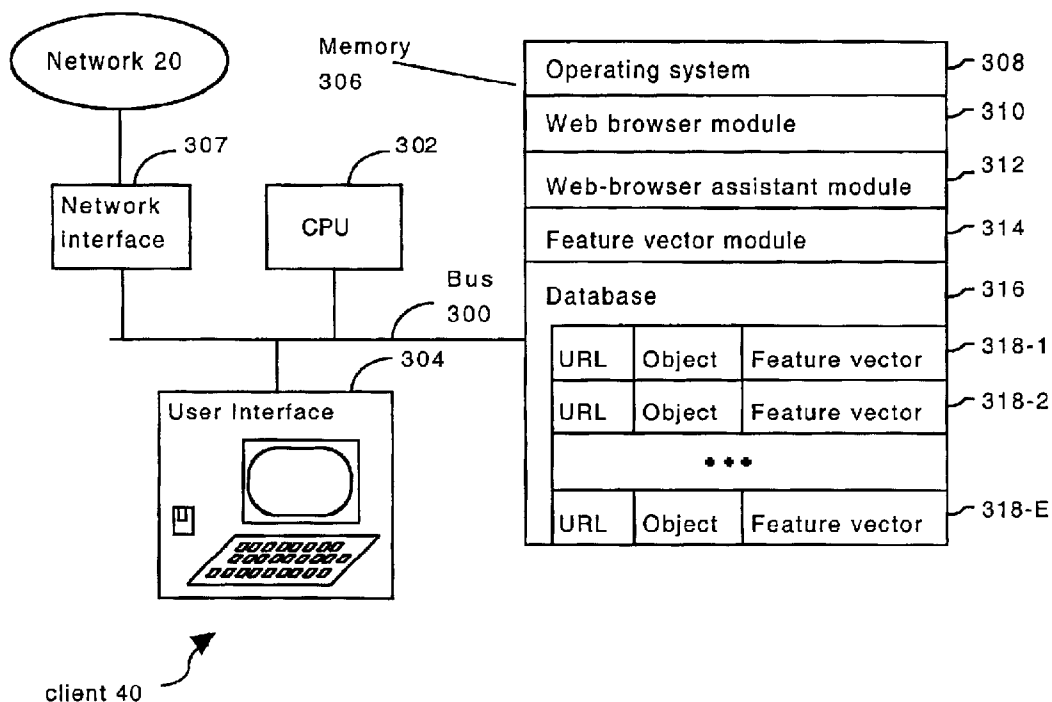 Network 20
Memory
306
Operating system
308
Web browser module
310
Web-browser assistant module
312
Feature vector module
314
Database
316
URL Object Feature vector
318-1
URL Object Feature vector
318-2
•••
URL Object Feature vector
318-E
307
Network
interface
302
CPU
Bus
300
304
User Interface
client 40